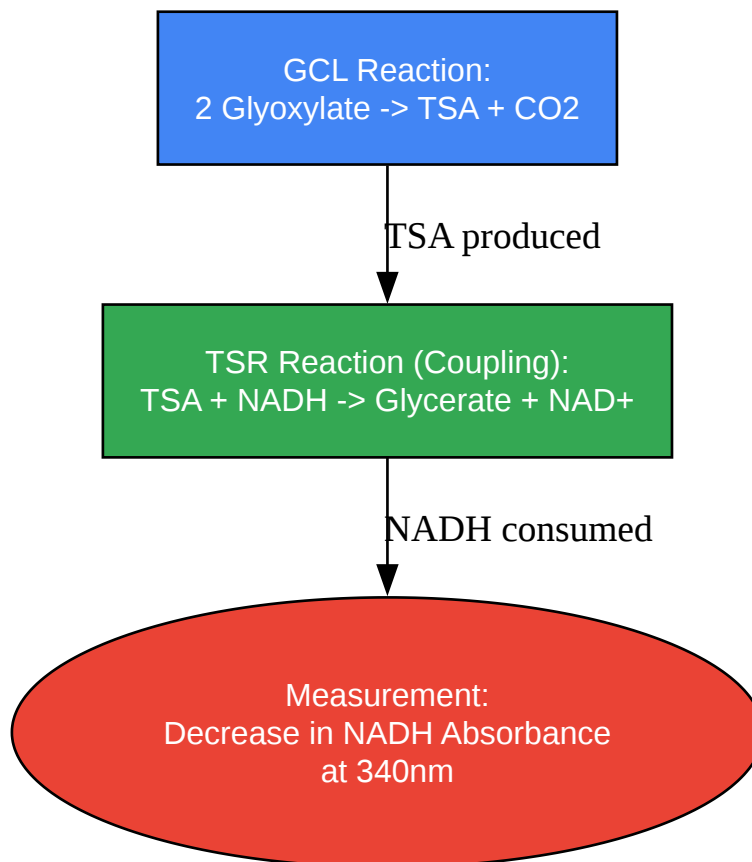 GCL Reaction:
2 Glyoxylate -> TSA + CO2
TSA produced
TSR Reaction (Coupling):
TSA + NADH -> Glycerate + NAD+
NADH consumed
Measurement:
Decrease in NADH Absorbance
at 340nm